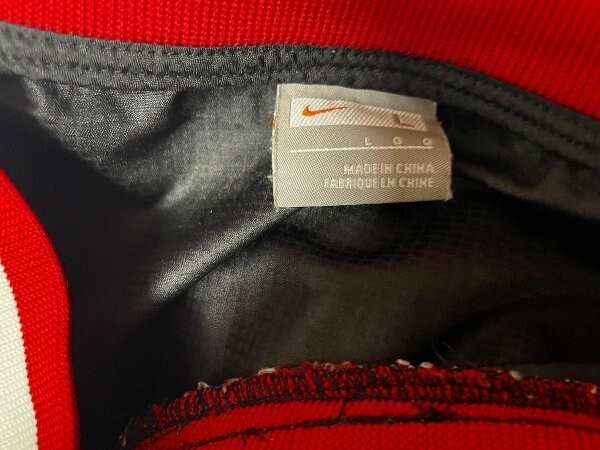 L
L G G
MADE IN CHINA
FABRIQUE EN CHINE